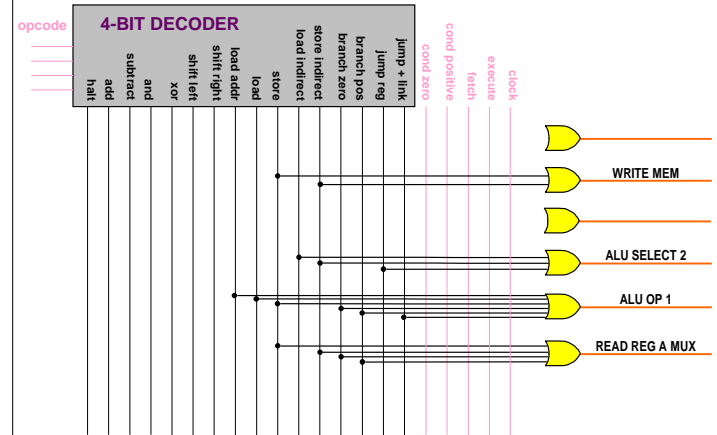 opcode
4-BIT DECODER
halt
add
subtract
and
xor
shift left
shift right
load addr
load
store
load indirect
store indirect
branch zero
branch pos
jump reg
jump + link
cond zero
cond positive
fetch
execute
clock
WRITE MEM
ALU SELECT 2
ALU OP 1
READ REG A MUX